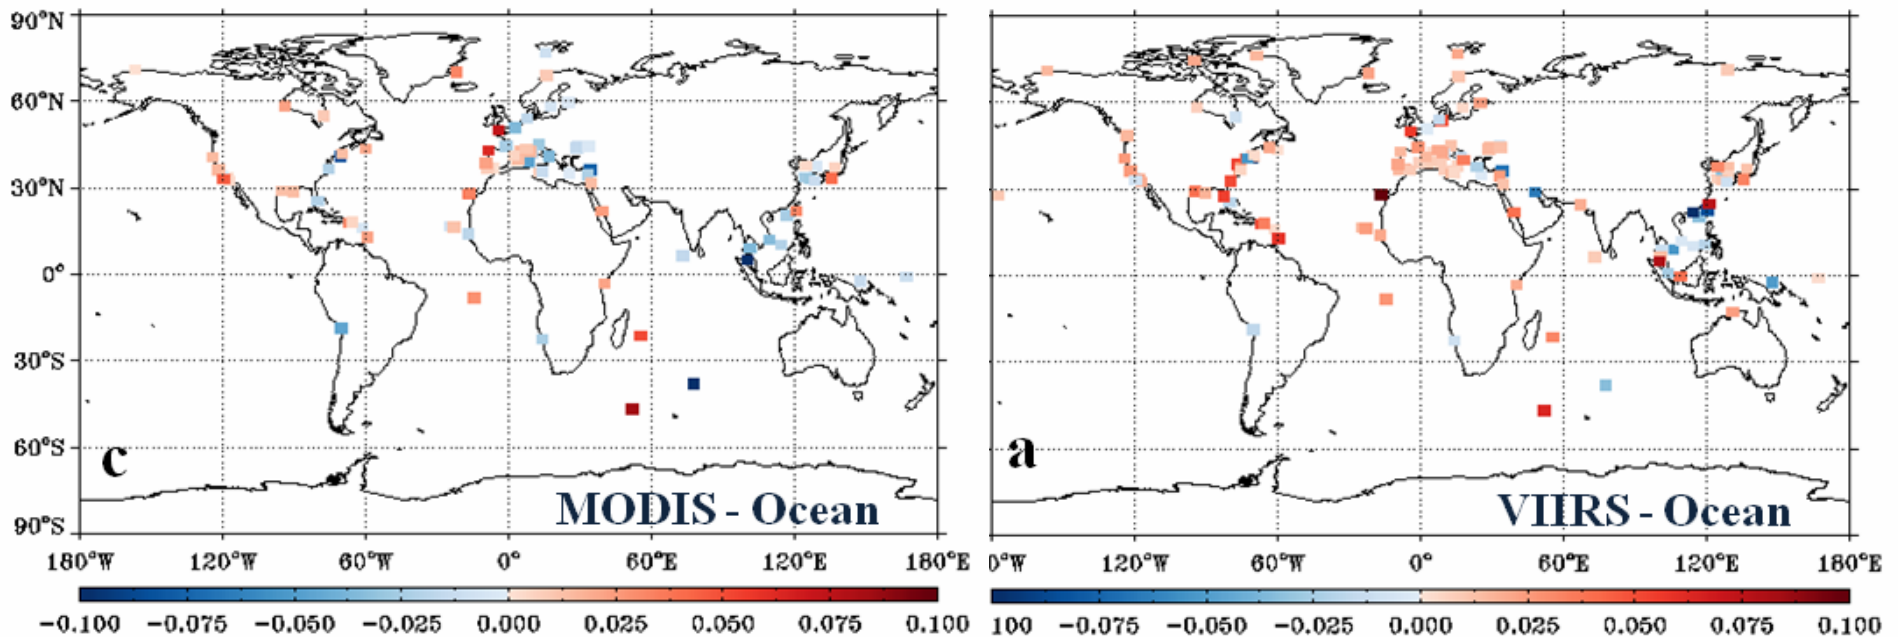 90°N
60°N
30°N
0°
30°S
60°S
90°S
c
MODIS - Ocean
180°W 120°W 60°W 0° 60°E 120°E 180°E
-0.100 -0.075 -0.050 -0.025 0.000 0.025 0.050 0.075 0.100
a
VIIRS - Ocean
0°W 120°W 60°W 0° 60°E 120°E 180°E
100 -0.075 -0.050 -0.025 0.000 0.025 0.050 0.075 0.100